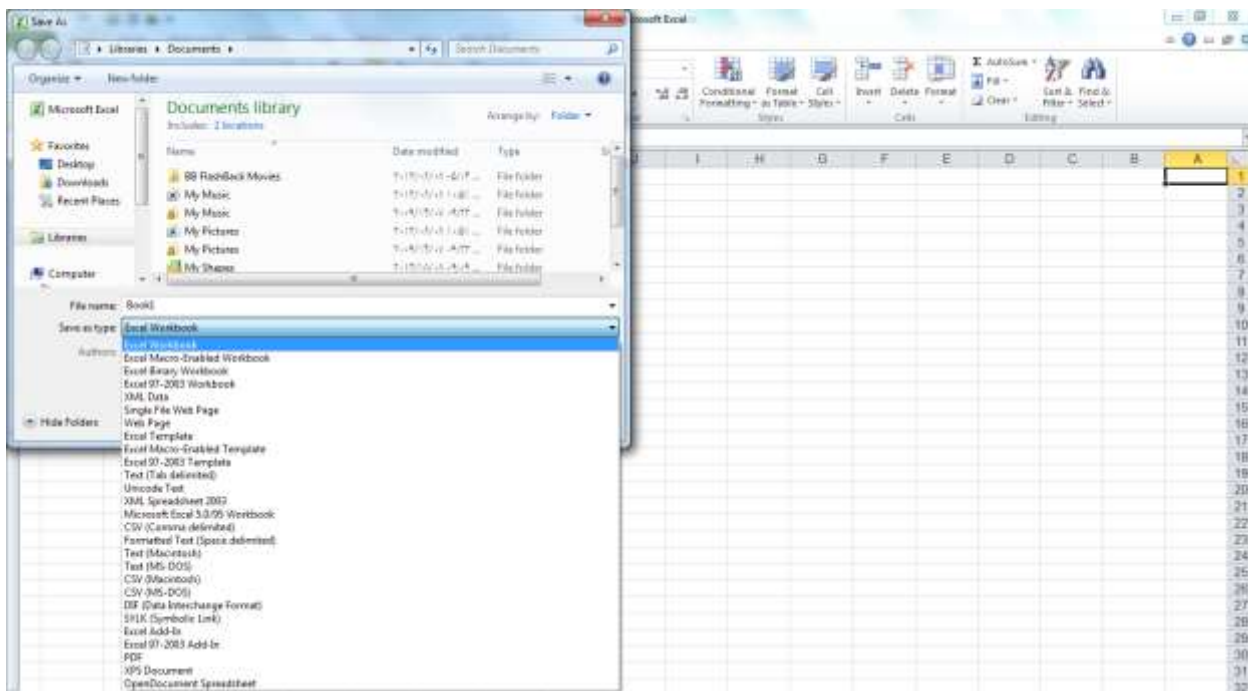 Save As
Microsoft Excel
Libraries
Documents
Search Documents
Organize
New folder
Microsoft Excel
Favorites
Desktop
Downloads
Recent Places
Libraries
Computer
Documents library
Includes: 2 locations
Arrange by: Folder
Name Date modified Type
BB FlashBack Movies File folder
My Music File folder
My Music File folder
My Pictures File folder
My Pictures File folder
My Shapes File folder
File name: Book1
Save as type: Excel Workbook
Authors:
Hide Folders
Excel Workbook
Excel Macro-Enabled Workbook
Excel Binary Workbook
Excel 97-2003 Workbook
XML Data
Single File Web Page
Web Page
Excel Template
Excel Macro-Enabled Template
Excel 97-2003 Template
Text (Tab delimited)
Unicode Text
XML Spreadsheet 2003
Microsoft Excel 5.0/95 Workbook
CSV (Comma delimited)
Formatted Text (Space delimited)
Text (Macintosh)
Text (MS-DOS)
CSV (Macintosh)
CSV (MS-DOS)
DIF (Data Interchange Format)
SYLK (Symbolic Link)
Excel Add-In
Excel 97-2003 Add-In
PDF
XPS Document
OpenDocument Spreadsheet
Conditional Formatting
Format as Table
Cell Styles
Styles
Insert
Delete
Format
Cells
AutoSum
Fill
Clear
Sort & Filter
Find & Select
Editing
I H G F E D C B A
1
2
3
4
5
6
7
8
9
10
11
12
13
14
15
16
17
18
19
20
21
22
23
24
25
26
27
28
29
30
31
32